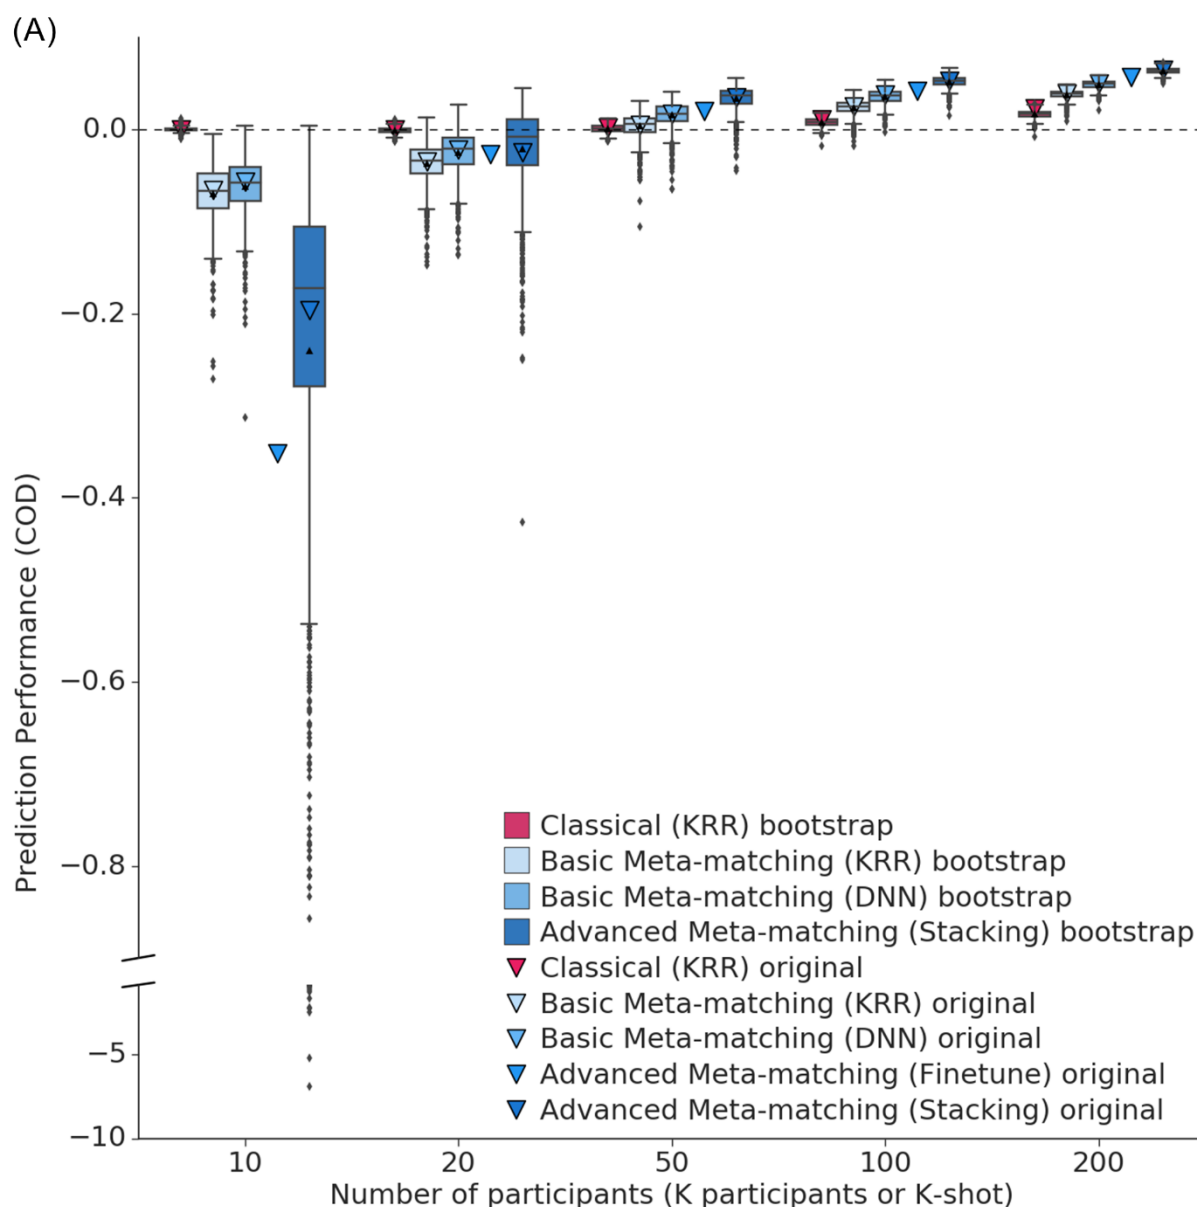 (A)
0.0
−0.2
−0.4
−0.6
−0.8
−5
−10
Prediction Performance (COD)
Classical (KRR) bootstrap
Basic Meta-matching (KRR) bootstrap
Basic Meta-matching (DNN) bootstrap
Advanced Meta-matching (Stacking) bootstrap
Classical (KRR) original
Basic Meta-matching (KRR) original
Basic Meta-matching (DNN) original
Advanced Meta-matching (Finetune) original
Advanced Meta-matching (Stacking) original
10 20 50 100 200
Number of participants (K participants or K-shot)